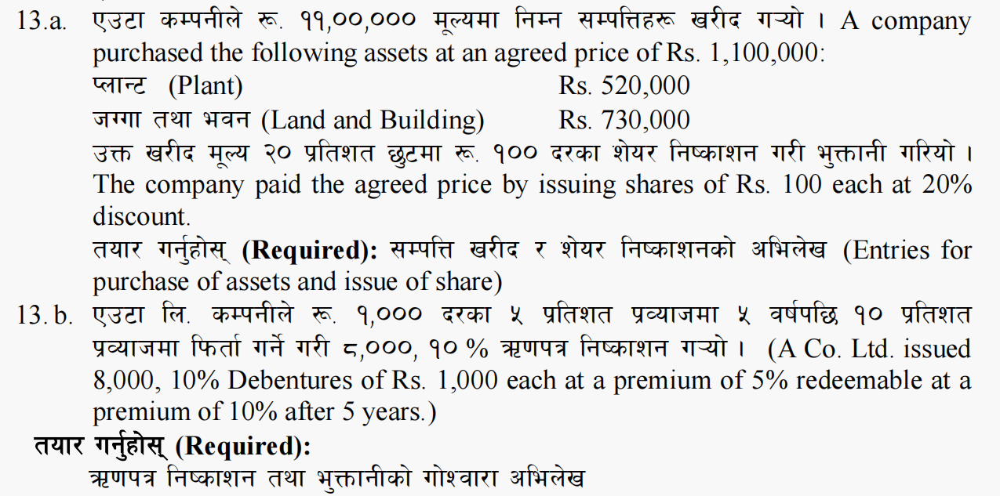 13.a. एउटा कम्पनीले रू. ११,००,००० मूल्यमा निम्न सम्पत्तिहरू खरीद गर्‍यो । A company
purchased the following assets at an agreed price of Rs. 1,100,000:
प्लान्ट (Plant) Rs. 520,000
जग्गा तथा भवन (Land and Building) Rs. 730,000
उक्त खरीद मूल्य २० प्रतिशत छुटमा रू. १०० दरका शेयर निष्काशन गरी भुक्तानी गरियो ।
The company paid the agreed price by issuing shares of Rs. 100 each at 20%
discount.
तयार गर्नुहोस् (Required): सम्पत्ति खरीद र शेयर निष्काशनको अभिलेख (Entries for
purchase of assets and issue of share)
13. b. एउटा लि. कम्पनीले रू. १,००० दरका ५ प्रतिशत प्रव्याजमा ५ वर्षपछि १० प्रतिशत
प्रव्याजमा फिर्ता गर्ने गरी ८,०००, १० % ऋणपत्र निष्काशन गर्‍यो । (A Co. Ltd. issued
8,000, 10% Debentures of Rs. 1,000 each at a premium of 5% redeemable at a
premium of 10% after 5 years.)
तयार गर्नुहोस् (Required):
ऋणपत्र निष्काशन तथा भुक्तानीको गोश्वारा अभिलेख